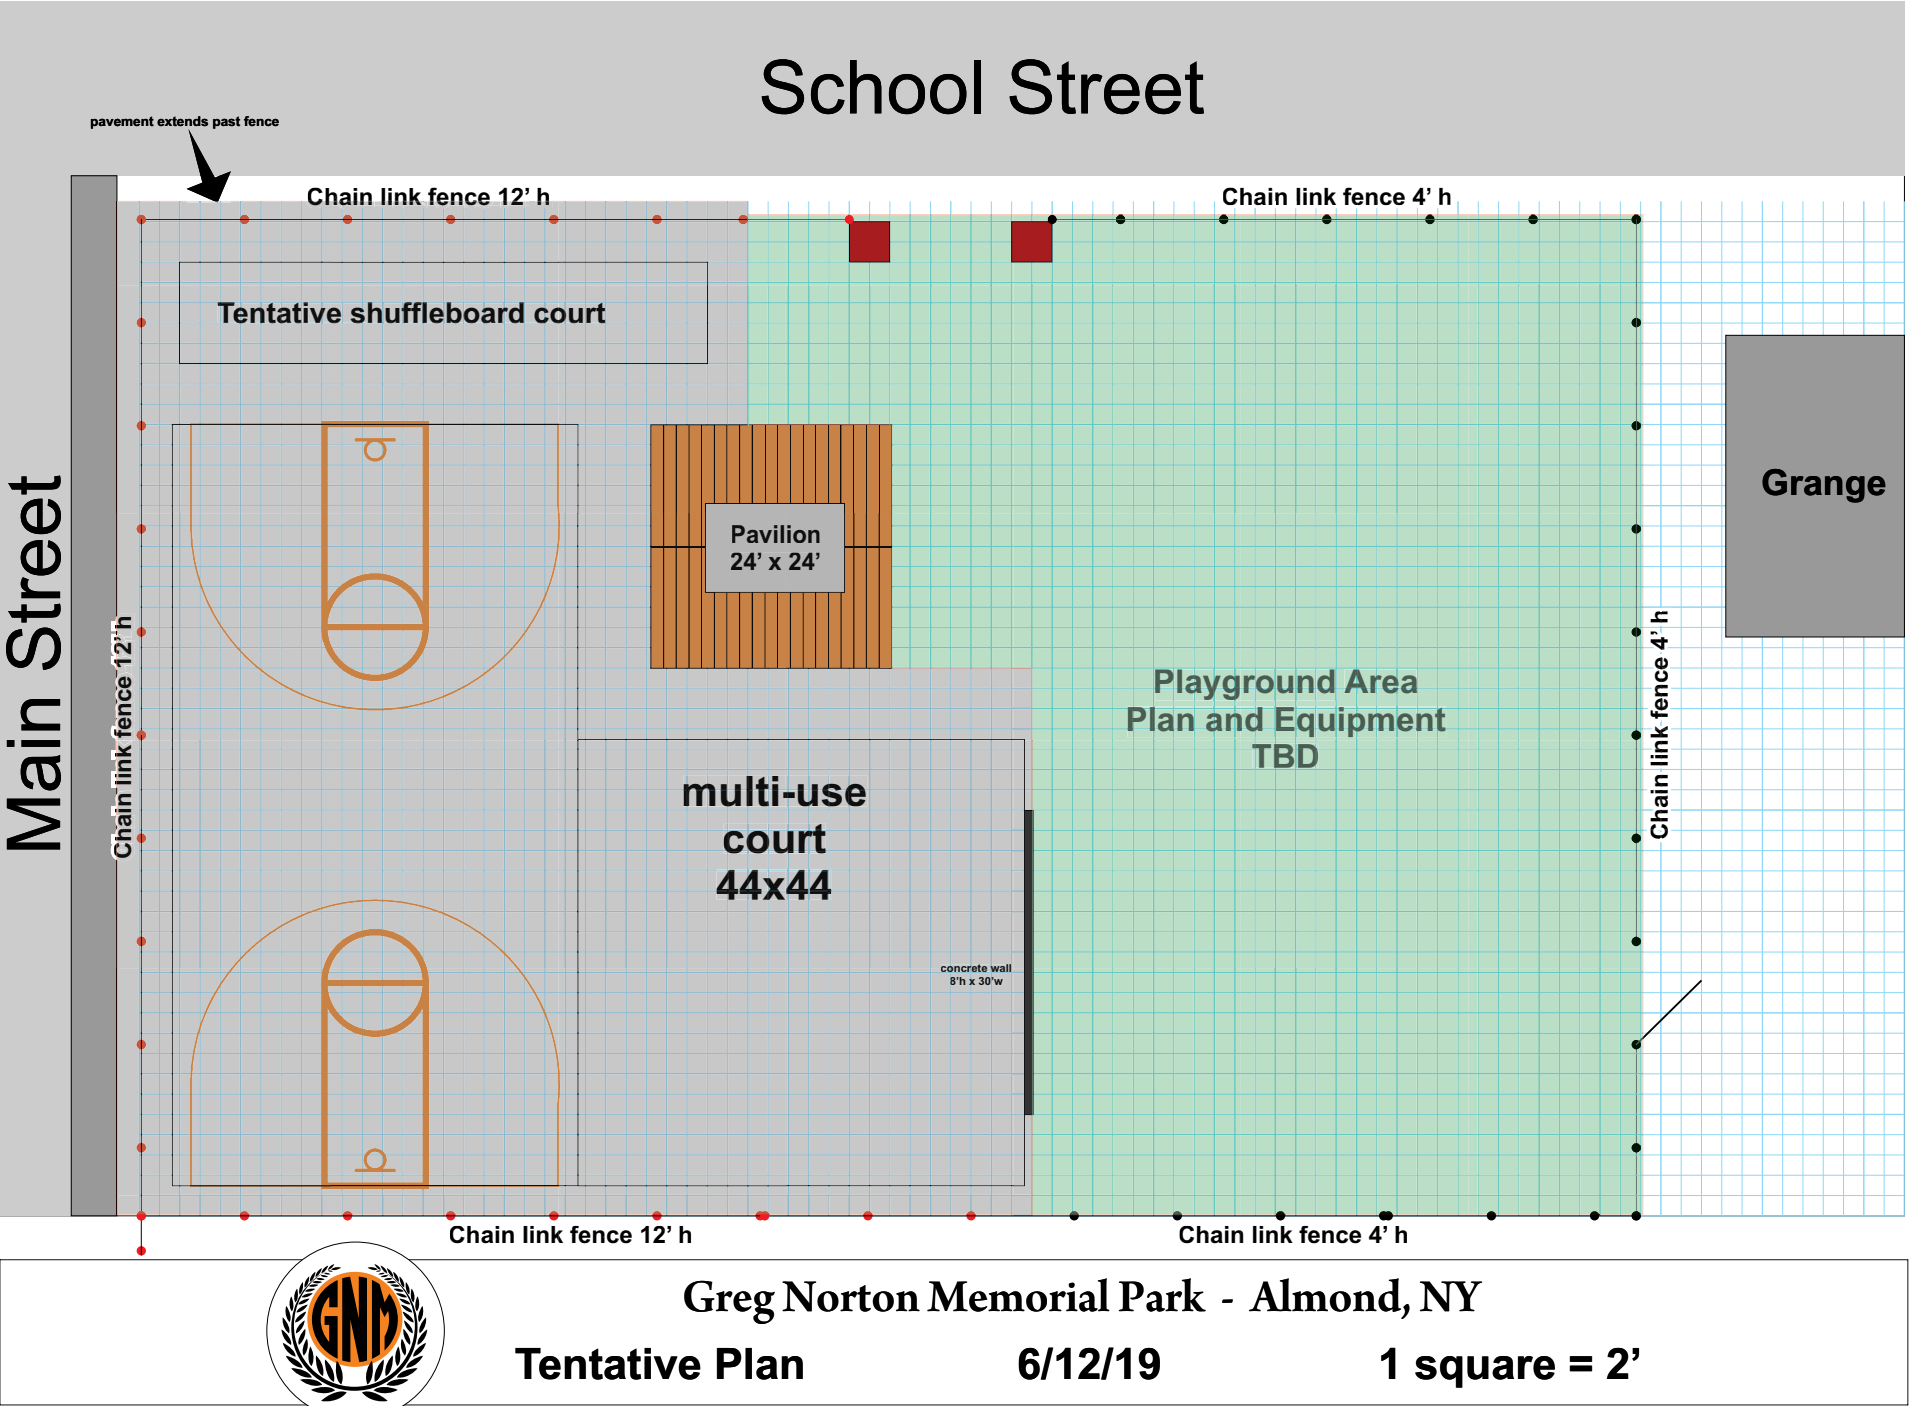 School Street
pavement extends past fence
Chain link fence 12’ h
Chain link fence 4’ h
Tentative shuffleboard court
Main Street
Chain link fence 12’ h
Pavilion
24’ x 24’
Grange
Chain link fence 4’ h
Playground Area
Plan and Equipment
TBD
multi-use
court
44x44
concrete wall
8’h x 30’w
Chain link fence 12’ h
Chain link fence 4’ h
GNM
Greg Norton Memorial Park - Almond, NY
Tentative Plan 6/12/19 1 square = 2’